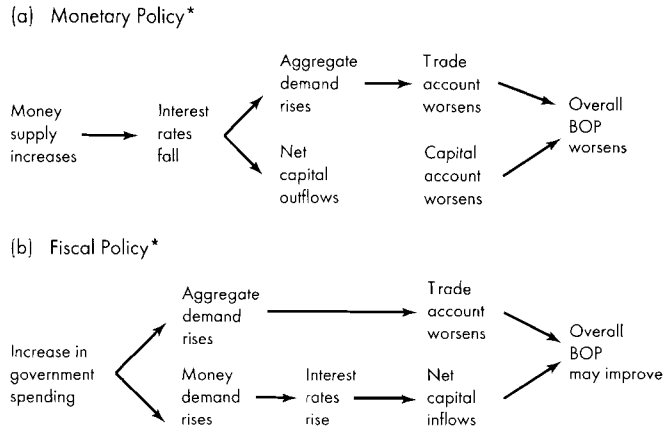 (a) Monetary Policy*
Money
supply
increases
Interest
rates
fall
Aggregate
demand
rises
Trade
account
worsens
Net
capital
outflows
Capital
account
worsens
Overall
BOP
worsens
(b) Fiscal Policy*
Increase in
government
spending
Aggregate
demand
rises
Trade
account
worsens
Money
demand
rises
Interest
rates
rise
Net
capital
inflows
Overall
BOP
may improve